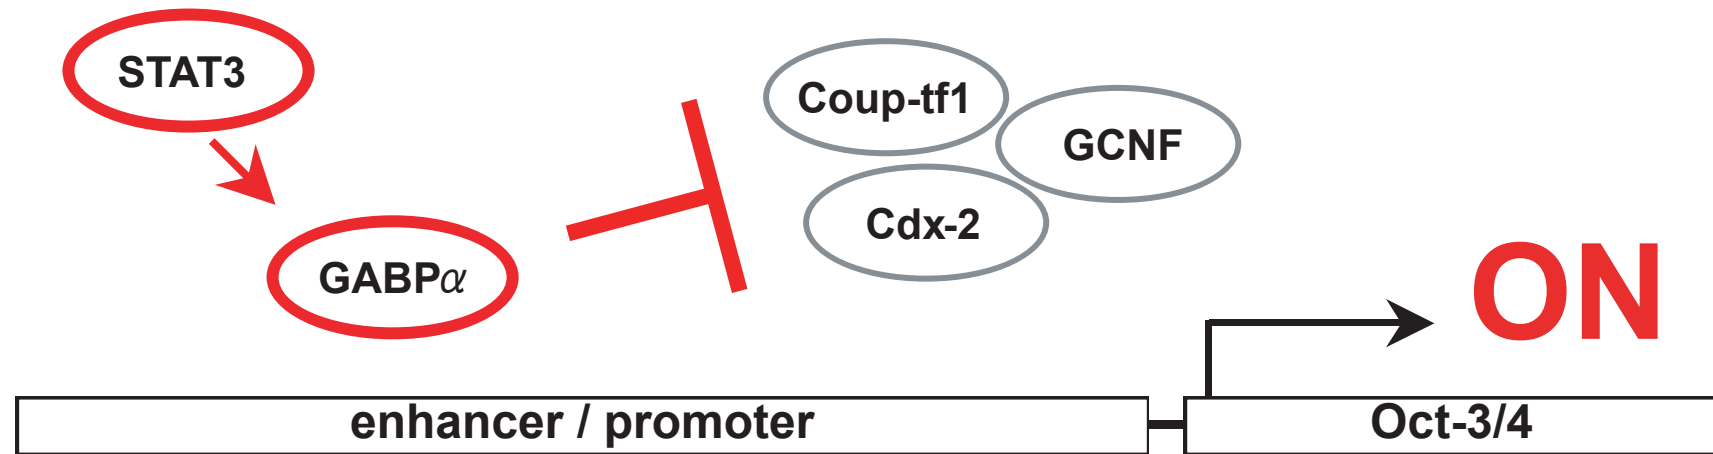 STAT3
GABPα
Coup-tf1
GCNF
Cdx-2
ON
enhancer / promoter
Oct-3/4